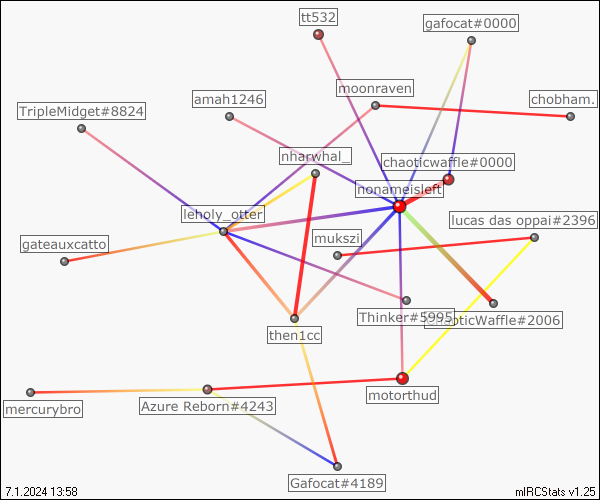 tt532
gafocat#0000
moonraven
amah1246
chobham.
TripleMidget#8824
nharwhal_
chaoticwaffle#0000
nonameisleft
leholy_otter
lucas das oppai#2396
mukszi
gateauxcatto
Thinker#5995
ChaoticWaffle#2006
then1cc
motorthud
mercurybro
Azure Reborn#4243
Gafocat#4189
7.1.2024 13:58
mIRCStats v1.25